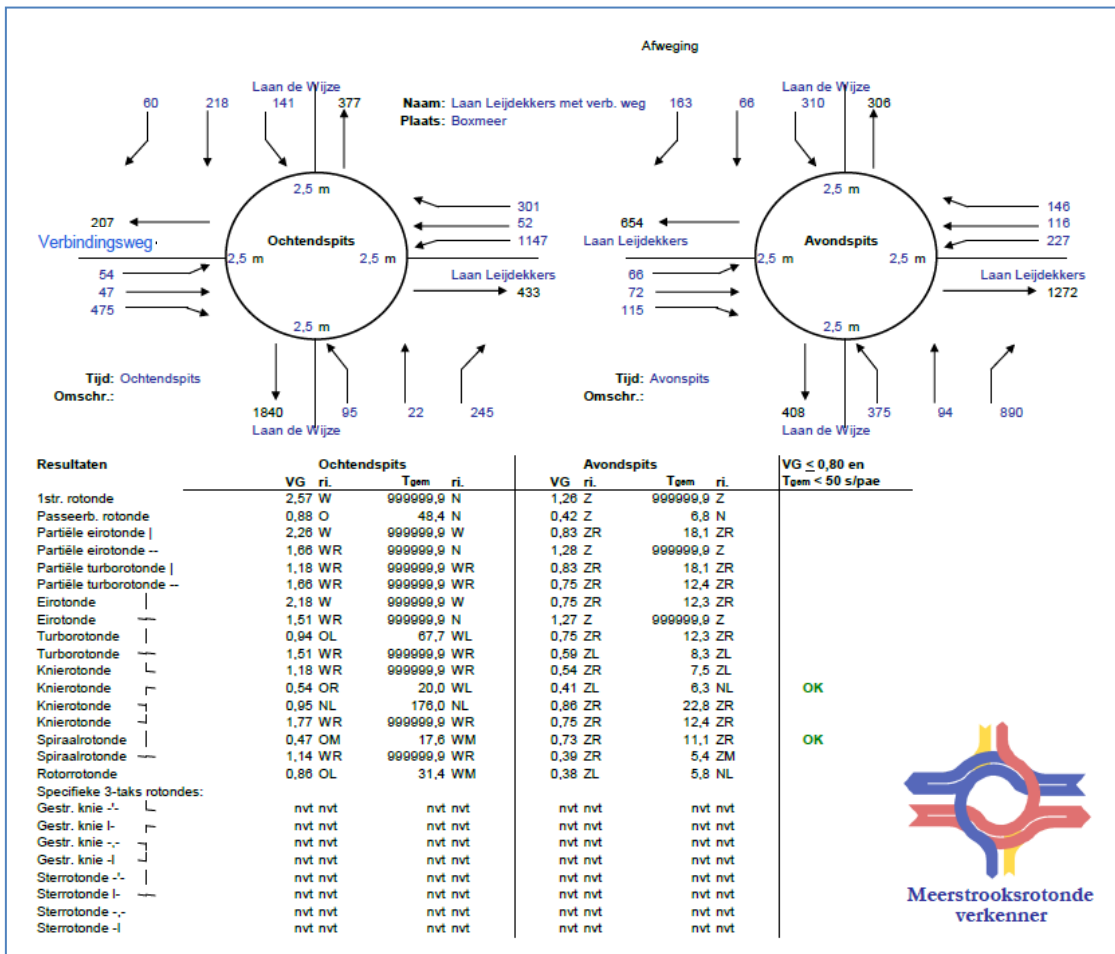 Afweging
Laan de Wijze
60 218 141 377
Naam: Laan Leijdekkers met verb. weg
Plaats: Boxmeer
Laan de Wijze
163 66 310 306
2,5 m
301
52
1147
207
Verbindingsweg
Ochtendspits
2,5 m 2,5 m
54
47
475
Laan Leijdekkers
433
2,5 m
Tijd: Ochtendspits
Omschr.:
1840 95 22 245
Laan de Wijze
2,5 m
146
116
227
654
Laan Leijdekkers
Avondspits
2,5 m 2,5 m
66
72
115
Laan Leijdekkers
1272
2,5 m
Tijd: Avonspits
Omschr.:
408 375 94 890
Laan de Wijze
Resultaten Ochtendspits Avondspits VG ≤ 0,80 en
VG ri. Tgem ri. VG ri. Tgem ri. Tgem < 50 s/pae
1str. rotonde 2,57 W 999999,9 N 1,26 Z 999999,9 Z
Passeerb. rotonde 0,88 O 48,4 N 0,42 Z 6,8 N
Partiële eirotonde | 2,26 W 999999,9 W 0,83 ZR 18,1 ZR
Partiële eirotonde -- 1,66 WR 999999,9 N 1,28 Z 999999,9 Z
Partiële turborotonde | 1,18 WR 999999,9 WR 0,83 ZR 18,1 ZR
Partiële turborotonde -- 1,66 WR 999999,9 WR 0,75 ZR 12,4 ZR
Eirotonde 2,18 W 999999,9 W 0,75 ZR 12,3 ZR
Eirotonde 1,51 WR 999999,9 N 1,27 Z 999999,9 Z
Turborotonde 0,94 OL 67,7 WL 0,75 ZR 12,3 ZR
Turborotonde 1,51 WR 999999,9 WR 0,59 ZL 8,3 ZL
Knierotonde 1,18 WR 999999,9 WR 0,54 ZR 7,5 ZL
Knierotonde 0,54 OR 20,0 WL 0,41 ZL 6,3 NL OK
Knierotonde 0,95 NL 176,0 NL 0,86 ZR 22,8 ZR
Knierotonde 1,77 WR 999999,9 WR 0,75 ZR 12,4 ZR
Spiraalrotonde 0,47 OM 17,6 WM 0,73 ZR 11,1 ZR OK
Spiraalrotonde 1,14 WR 999999,9 WR 0,39 ZR 5,4 ZM
Rotorrotonde 0,86 OL 31,4 WM 0,38 ZL 5,8 NL
Specifieke 3-taks rotondes:
Gestr. knie -'- nvt nvt nvt nvt nvt nvt nvt nvt
Gestr. knie l- nvt nvt nvt nvt nvt nvt nvt nvt
Gestr. knie -,- nvt nvt nvt nvt nvt nvt nvt nvt
Gestr. knie -l nvt nvt nvt nvt nvt nvt nvt nvt
Sterrotonde -'- nvt nvt nvt nvt nvt nvt nvt nvt
Sterrotonde l- nvt nvt nvt nvt nvt nvt nvt nvt
Sterrotonde -,- nvt nvt nvt nvt nvt nvt nvt nvt
Sterrotonde -l nvt nvt nvt nvt nvt nvt nvt nvt
Meerstrooksrotonde
verkenner